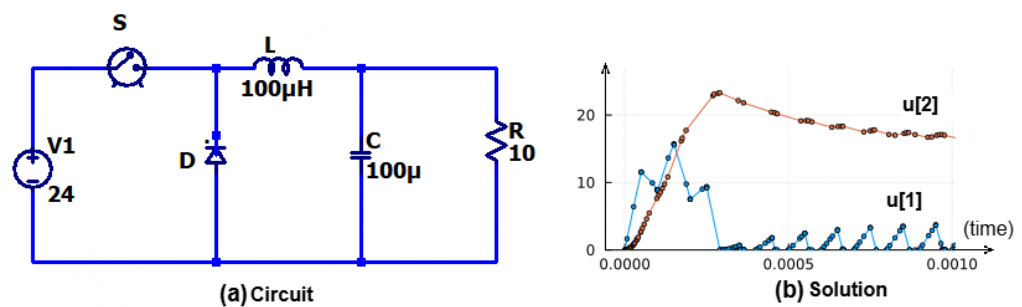 S
L
100µH
V1
24
D
C
100µ
R
10
(a) Circuit
20
10
0
0.0000
0.0005
0.0010
u[2]
u[1]
(time)
(b) Solution